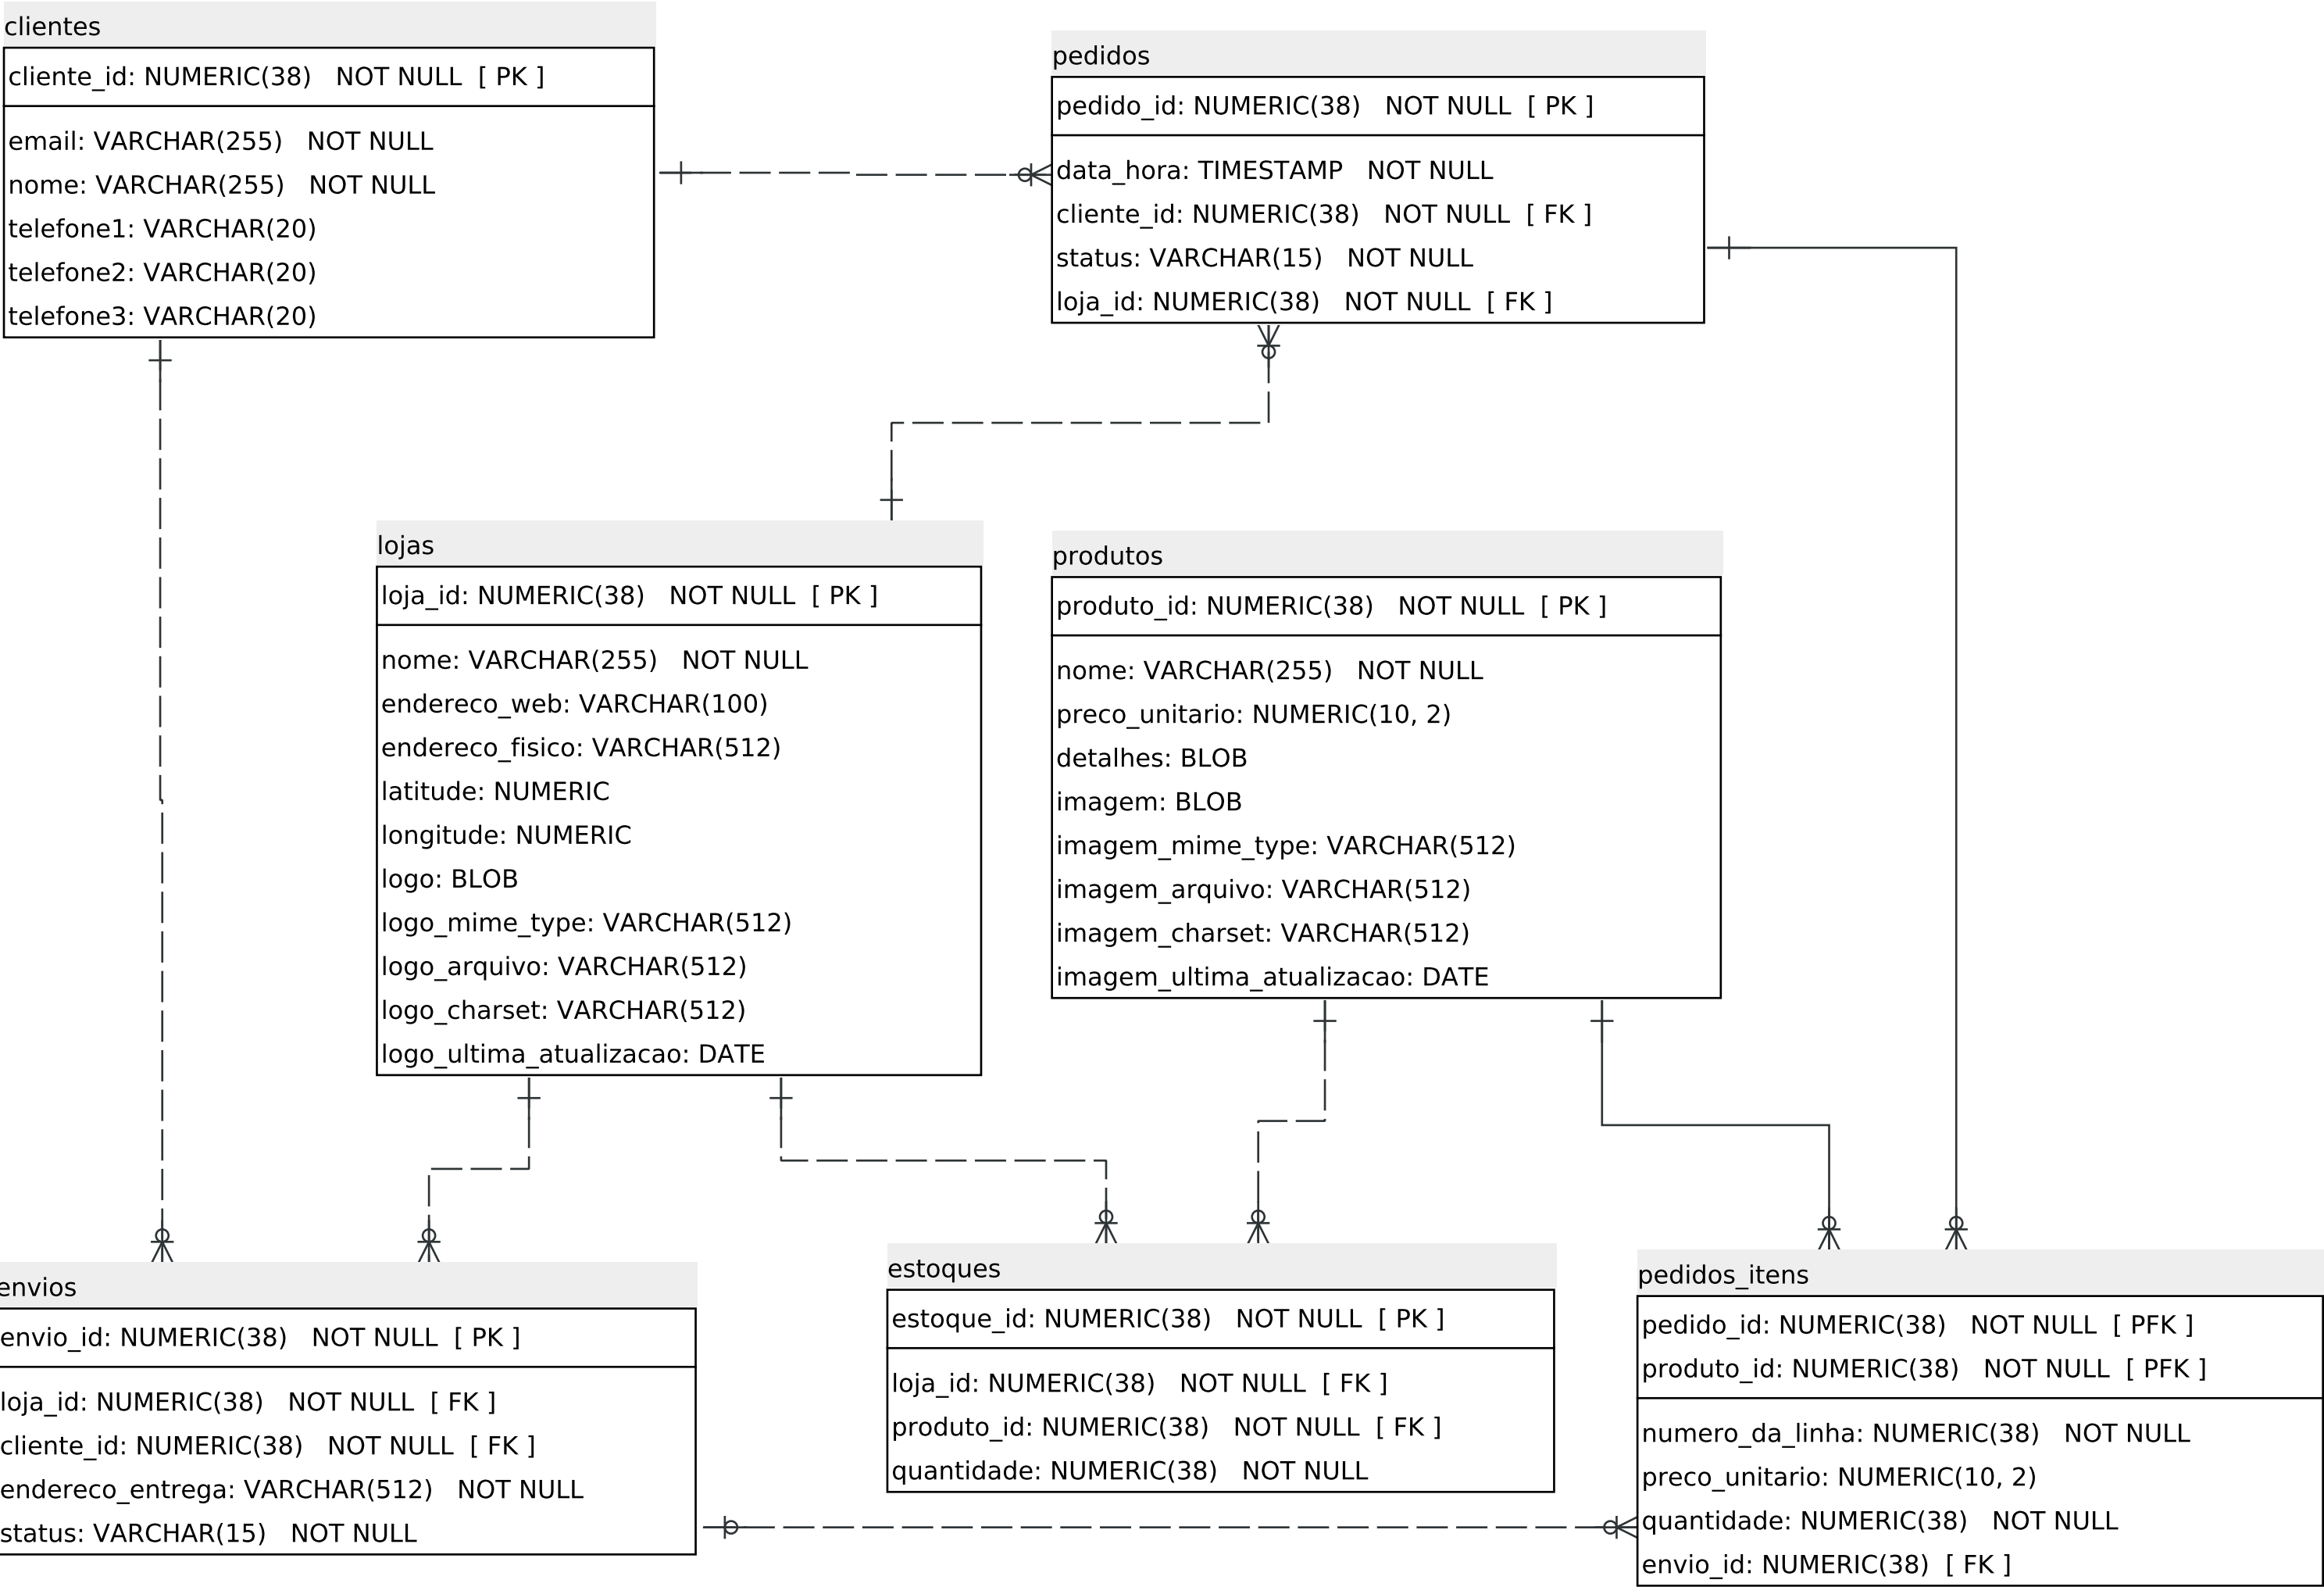 clientes
cliente_id: NUMERIC(38) NOT NULL [ PK ]
email: VARCHAR(255) NOT NULL
nome: VARCHAR(255) NOT NULL
telefone1: VARCHAR(20)
telefone2: VARCHAR(20)
telefone3: VARCHAR(20)
pedidos
pedido_id: NUMERIC(38) NOT NULL [ PK ]
data_hora: TIMESTAMP NOT NULL
cliente_id: NUMERIC(38) NOT NULL [ FK ]
status: VARCHAR(15) NOT NULL
loja_id: NUMERIC(38) NOT NULL [ FK ]
lojas
loja_id: NUMERIC(38) NOT NULL [ PK ]
nome: VARCHAR(255) NOT NULL
endereco_web: VARCHAR(100)
endereco_fisico: VARCHAR(512)
latitude: NUMERIC
longitude: NUMERIC
logo: BLOB
logo_mime_type: VARCHAR(512)
logo_arquivo: VARCHAR(512)
logo_charset: VARCHAR(512)
logo_ultima_atualizacao: DATE
produtos
produto_id: NUMERIC(38) NOT NULL [ PK ]
nome: VARCHAR(255) NOT NULL
preco_unitario: NUMERIC(10, 2)
detalhes: BLOB
imagem: BLOB
imagem_mime_type: VARCHAR(512)
imagem_arquivo: VARCHAR(512)
imagem_charset: VARCHAR(512)
imagem_ultima_atualizacao: DATE
envios
envio_id: NUMERIC(38) NOT NULL [ PK ]
loja_id: NUMERIC(38) NOT NULL [ FK ]
cliente_id: NUMERIC(38) NOT NULL [ FK ]
endereco_entrega: VARCHAR(512) NOT NULL
status: VARCHAR(15) NOT NULL
estoques
estoque_id: NUMERIC(38) NOT NULL [ PK ]
loja_id: NUMERIC(38) NOT NULL [ FK ]
produto_id: NUMERIC(38) NOT NULL [ FK ]
quantidade: NUMERIC(38) NOT NULL
pedidos_itens
pedido_id: NUMERIC(38) NOT NULL [ PFK ]
produto_id: NUMERIC(38) NOT NULL [ PFK ]
numero_da_linha: NUMERIC(38) NOT NULL
preco_unitario: NUMERIC(10, 2)
quantidade: NUMERIC(38) NOT NULL
envio_id: NUMERIC(38) [ FK ]